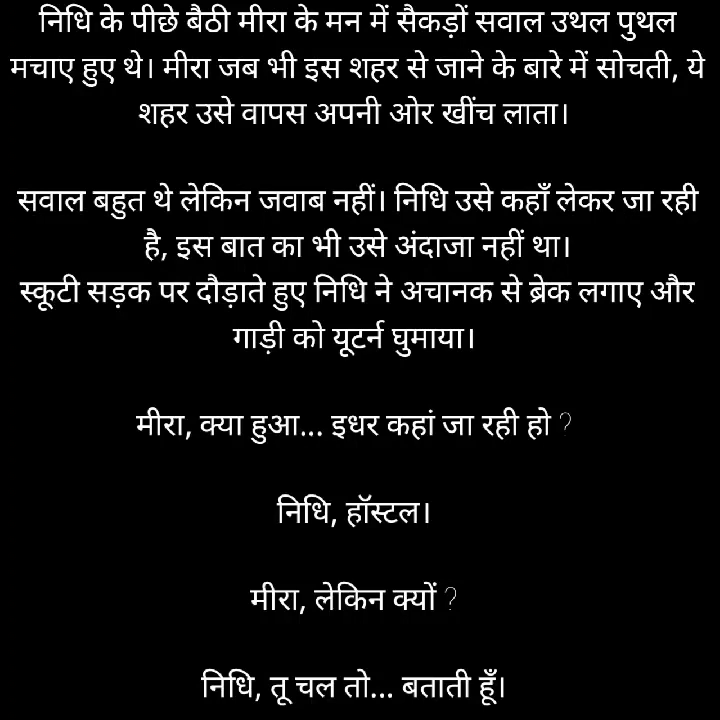 निधि के पीछे बैठी मीरा के मन में सैकड़ों सवाल उथल पुथल
मचाए हुए थे। मीरा जब भी इस शहर से जाने के बारे में सोचती, ये
शहर उसे वापस अपनी ओर खींच लाता।
सवाल बहुत थे लेकिन जवाब नहीं। निधि उसे कहाँ लेकर जा रही
है, इस बात का भी उसे अंदाजा नहीं था।
स्कूटी सड़क पर दौड़ाते हुए निधि ने अचानक से ब्रेक लगाए और
गाड़ी को यूटर्न घुमाया।
मीरा, क्या हुआ... इधर कहां जा रही हो ?
निधि, हॉस्टल।
मीरा, लेकिन क्यों ?
निधि, तू चल तो... बताती हूँ।